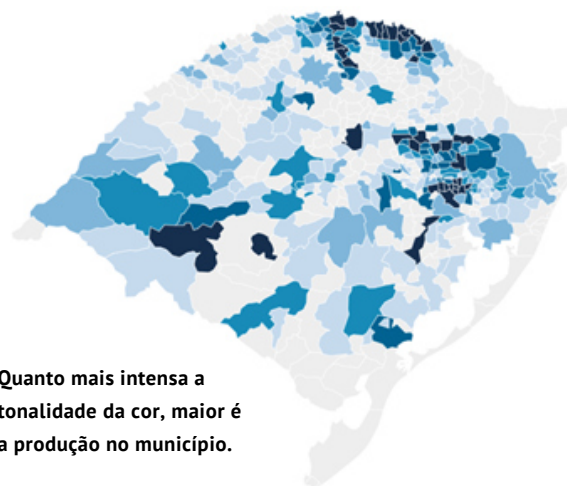 Quanto mais intensa a
tonalidade da cor, maior é
a produção no município.